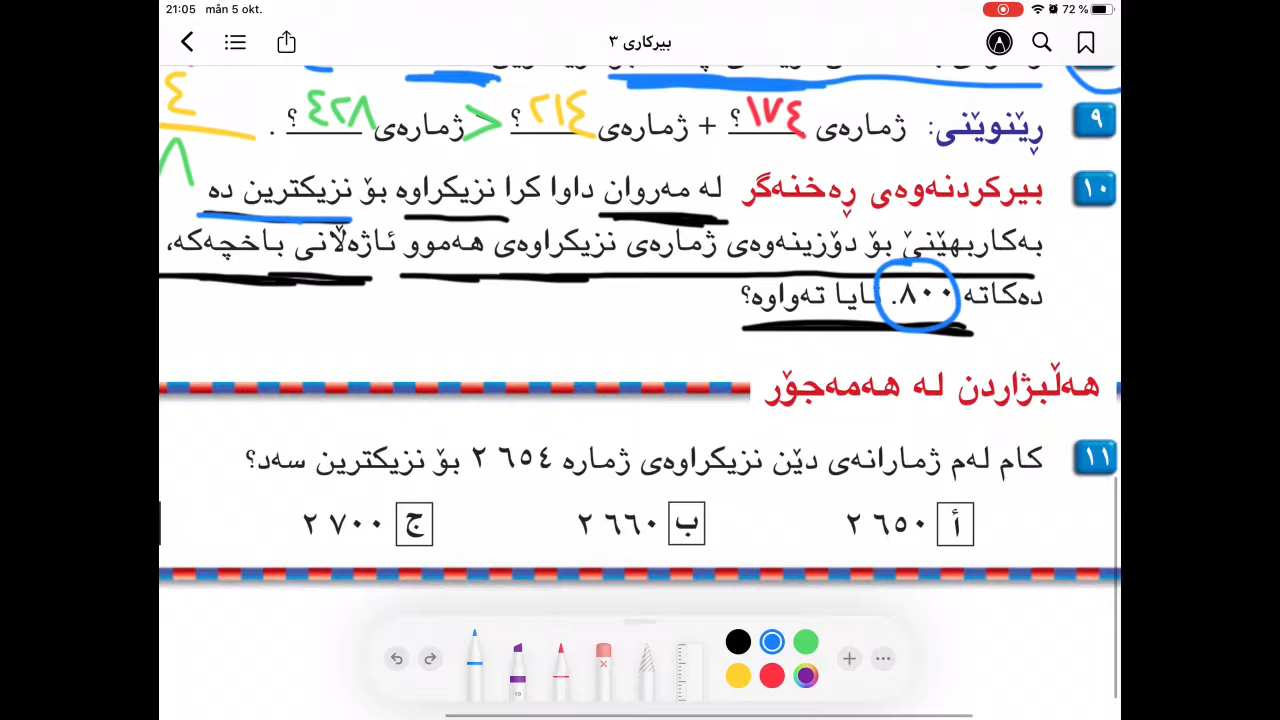 21:05 mån 5 okt.
72 %
بیرکاری ٣
٤
٨
٩ ڕێنوێنی: ژمارەی ١٧٤ ؟ + ژمارەی ٢١٤ ؟ > ژمارەی ٤٢٨ ؟ .
١٠ بیرکردنەوەی ڕەخنەگر لە مەروان داوا کرا نزیکراوە بۆ نزیکترین دە
بەکاربهێنێ بۆ دۆزینەوەی ژمارەی نزیکراوەی هەموو ئاژەڵانی باخچەکە،
دەکاتە ٨٠٠. ئایا تەواوە؟
هەڵبژاردن لە هەمەجۆر
١١ کام لەم ژمارانەی دێن نزیکراوەی ژمارە ٦٥٤ ٢ بۆ نزیکترین سەد؟
أ ٦٥٠ ٢ ب ٦٦٠ ٢ ج ٧٠٠ ٢